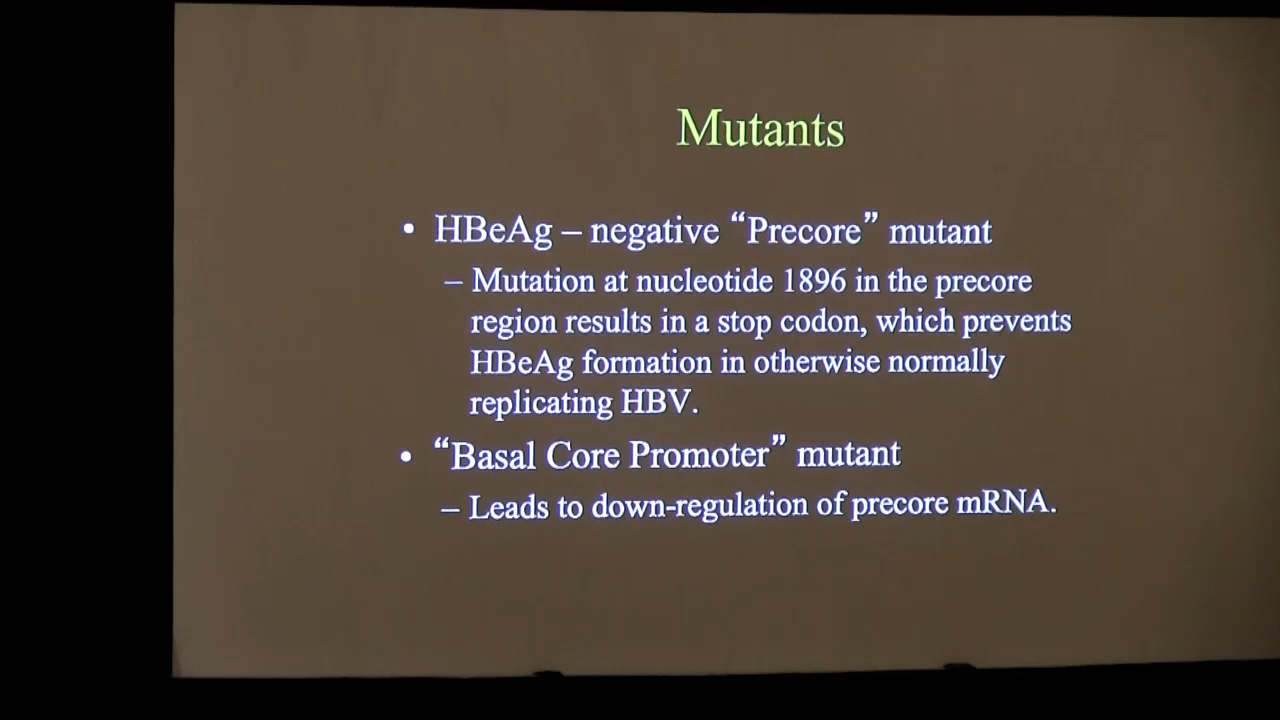 Mutants
• HBeAg – negative “Precore” mutant
– Mutation at nucleotide 1896 in the precore
region results in a stop codon, which prevents
HBeAg formation in otherwise normally
replicating HBV.
• “Basal Core Promoter” mutant
– Leads to down-regulation of precore mRNA.